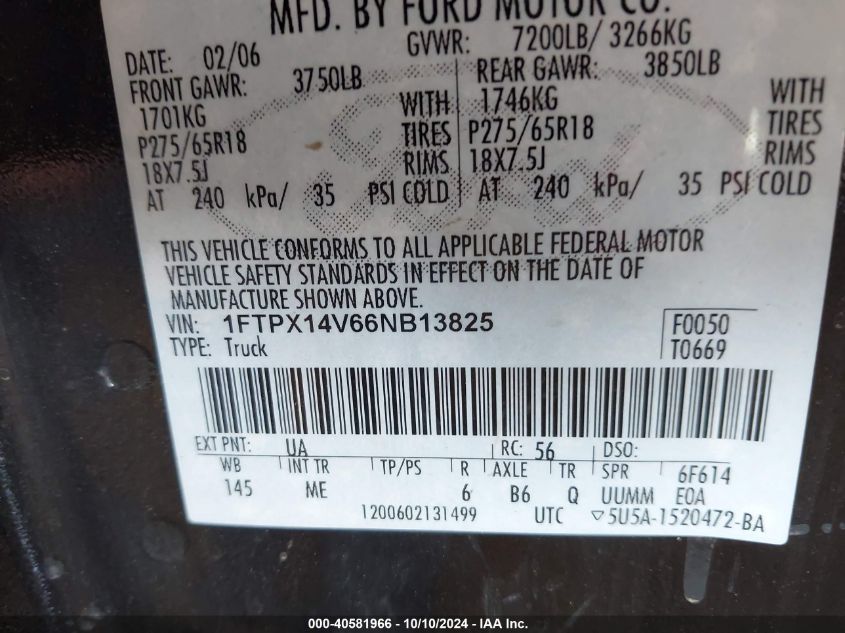 MFD. BY FORD MOTOR CO.
DATE: 02/06 GVWR: 7200LB/ 3266KG
FRONT GAWR: 3750LB REAR GAWR: 3850LB
1701KG WITH 1746KG WITH
P275/65R18 TIRES P275/65R18 TIRES
18X7.5J RIMS 18X7.5J RIMS
AT 240 kPa/ 35 PSI COLD AT 240 kPa/ 35 PSI COLD
THIS VEHICLE CONFORMS TO ALL APPLICABLE FEDERAL MOTOR
VEHICLE SAFETY STANDARDS IN EFFECT ON THE DATE OF
MANUFACTURE SHOWN ABOVE.
VIN: 1FTPX14V66NB13825 F0050
TYPE: Truck T0669
EXT PNT: UA RC: 56 DSO:
WB INT TR TP/PS R AXLE TR SPR 6F614
145 ME 6 B6 Q UUMM EOA
1200602131499 UTC ▽5U5A-1520472-BA
000-40581966 - 10/10/2024 - IAA Inc.